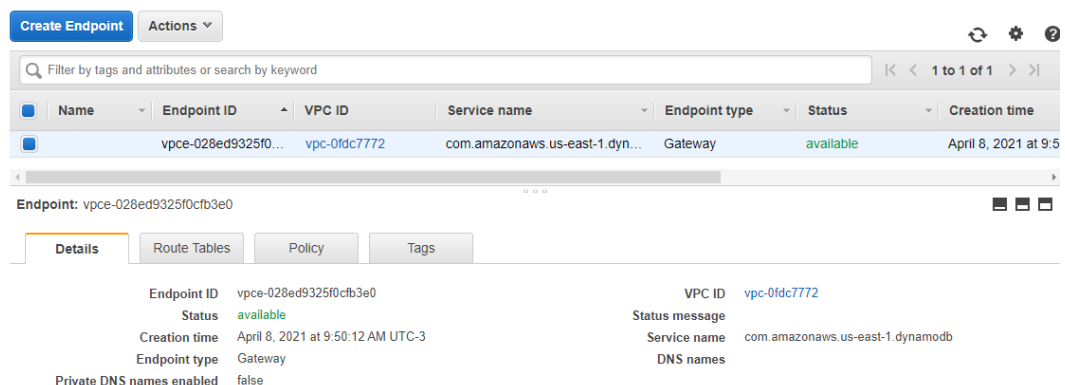 Create Endpoint Actions
Filter by tags and attributes or search by keyword 1 to 1 of 1
Name Endpoint ID VPC ID Service name Endpoint type Status Creation time
vpce-028ed9325f0... vpc-0fdc7772 com.amazonaws.us-east-1.dyn... Gateway available April 8, 2021 at 9:5
Endpoint: vpce-028ed9325f0cfb3e0
Details Route Tables Policy Tags
Endpoint ID vpce-028ed9325f0cfb3e0 VPC ID vpc-0fdc7772
Status available Status message
Creation time April 8, 2021 at 9:50:12 AM UTC-3 Service name com.amazonaws.us-east-1.dynamodb
Endpoint type Gateway DNS names
Private DNS names enabled false